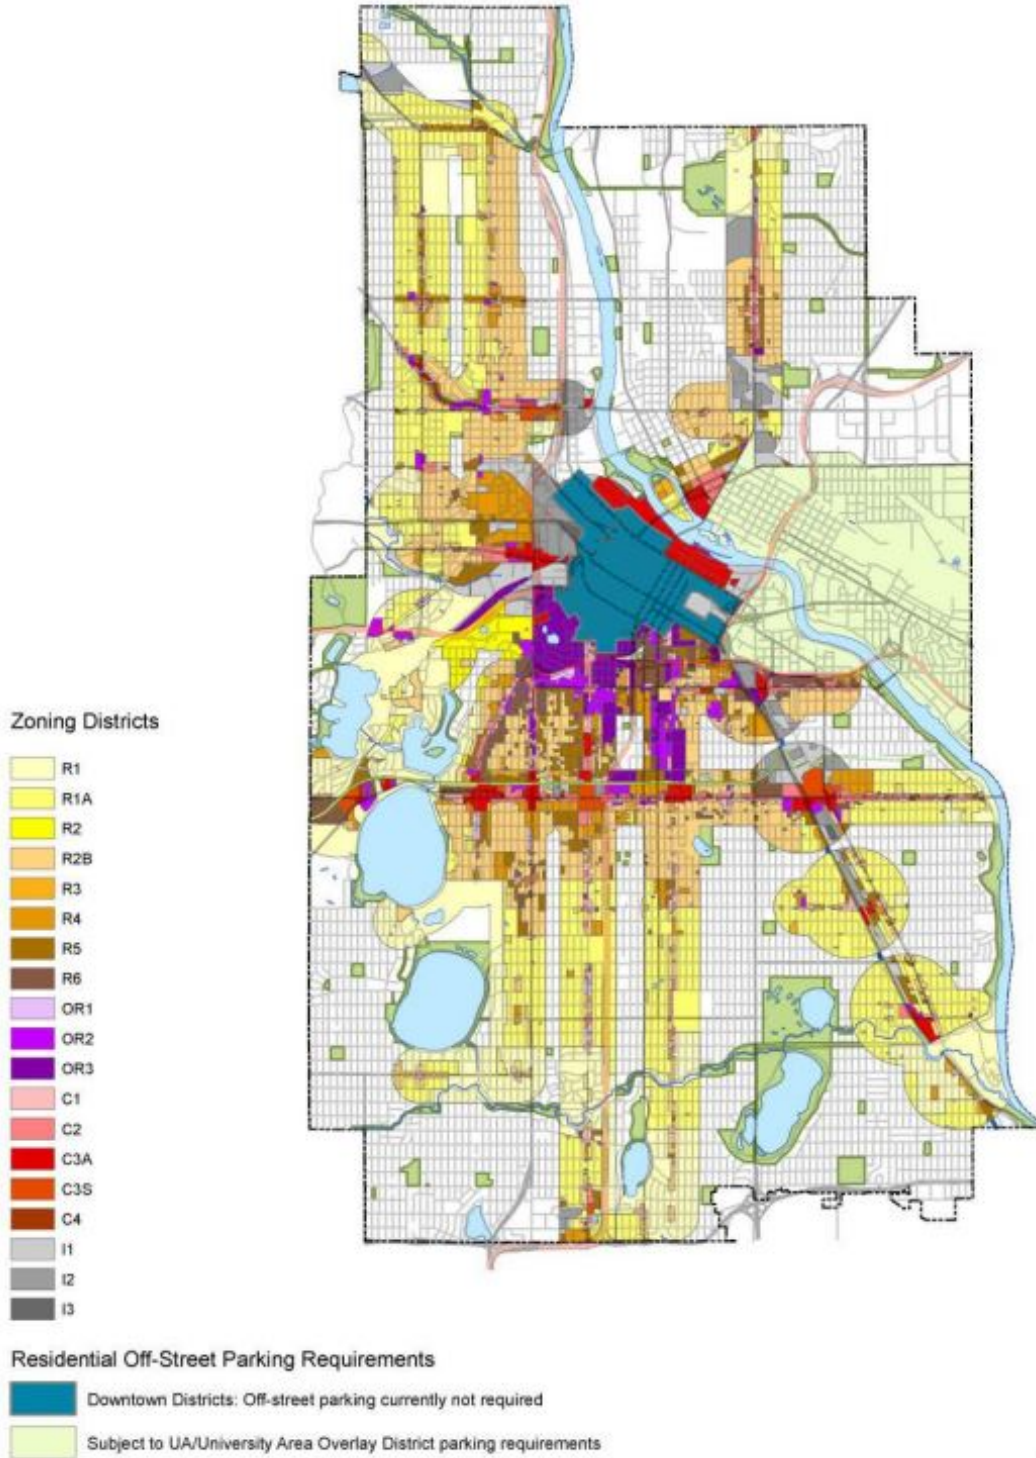 Zoning Districts
R1
R1A
R2
R2B
R3
R4
R5
R6
OR1
OR2
OR3
C1
C2
C3A
C3S
C4
I1
I2
I3
Residential Off-Street Parking Requirements
Downtown Districts: Off-street parking currently not required
Subject to UA/University Area Overlay District parking requirements